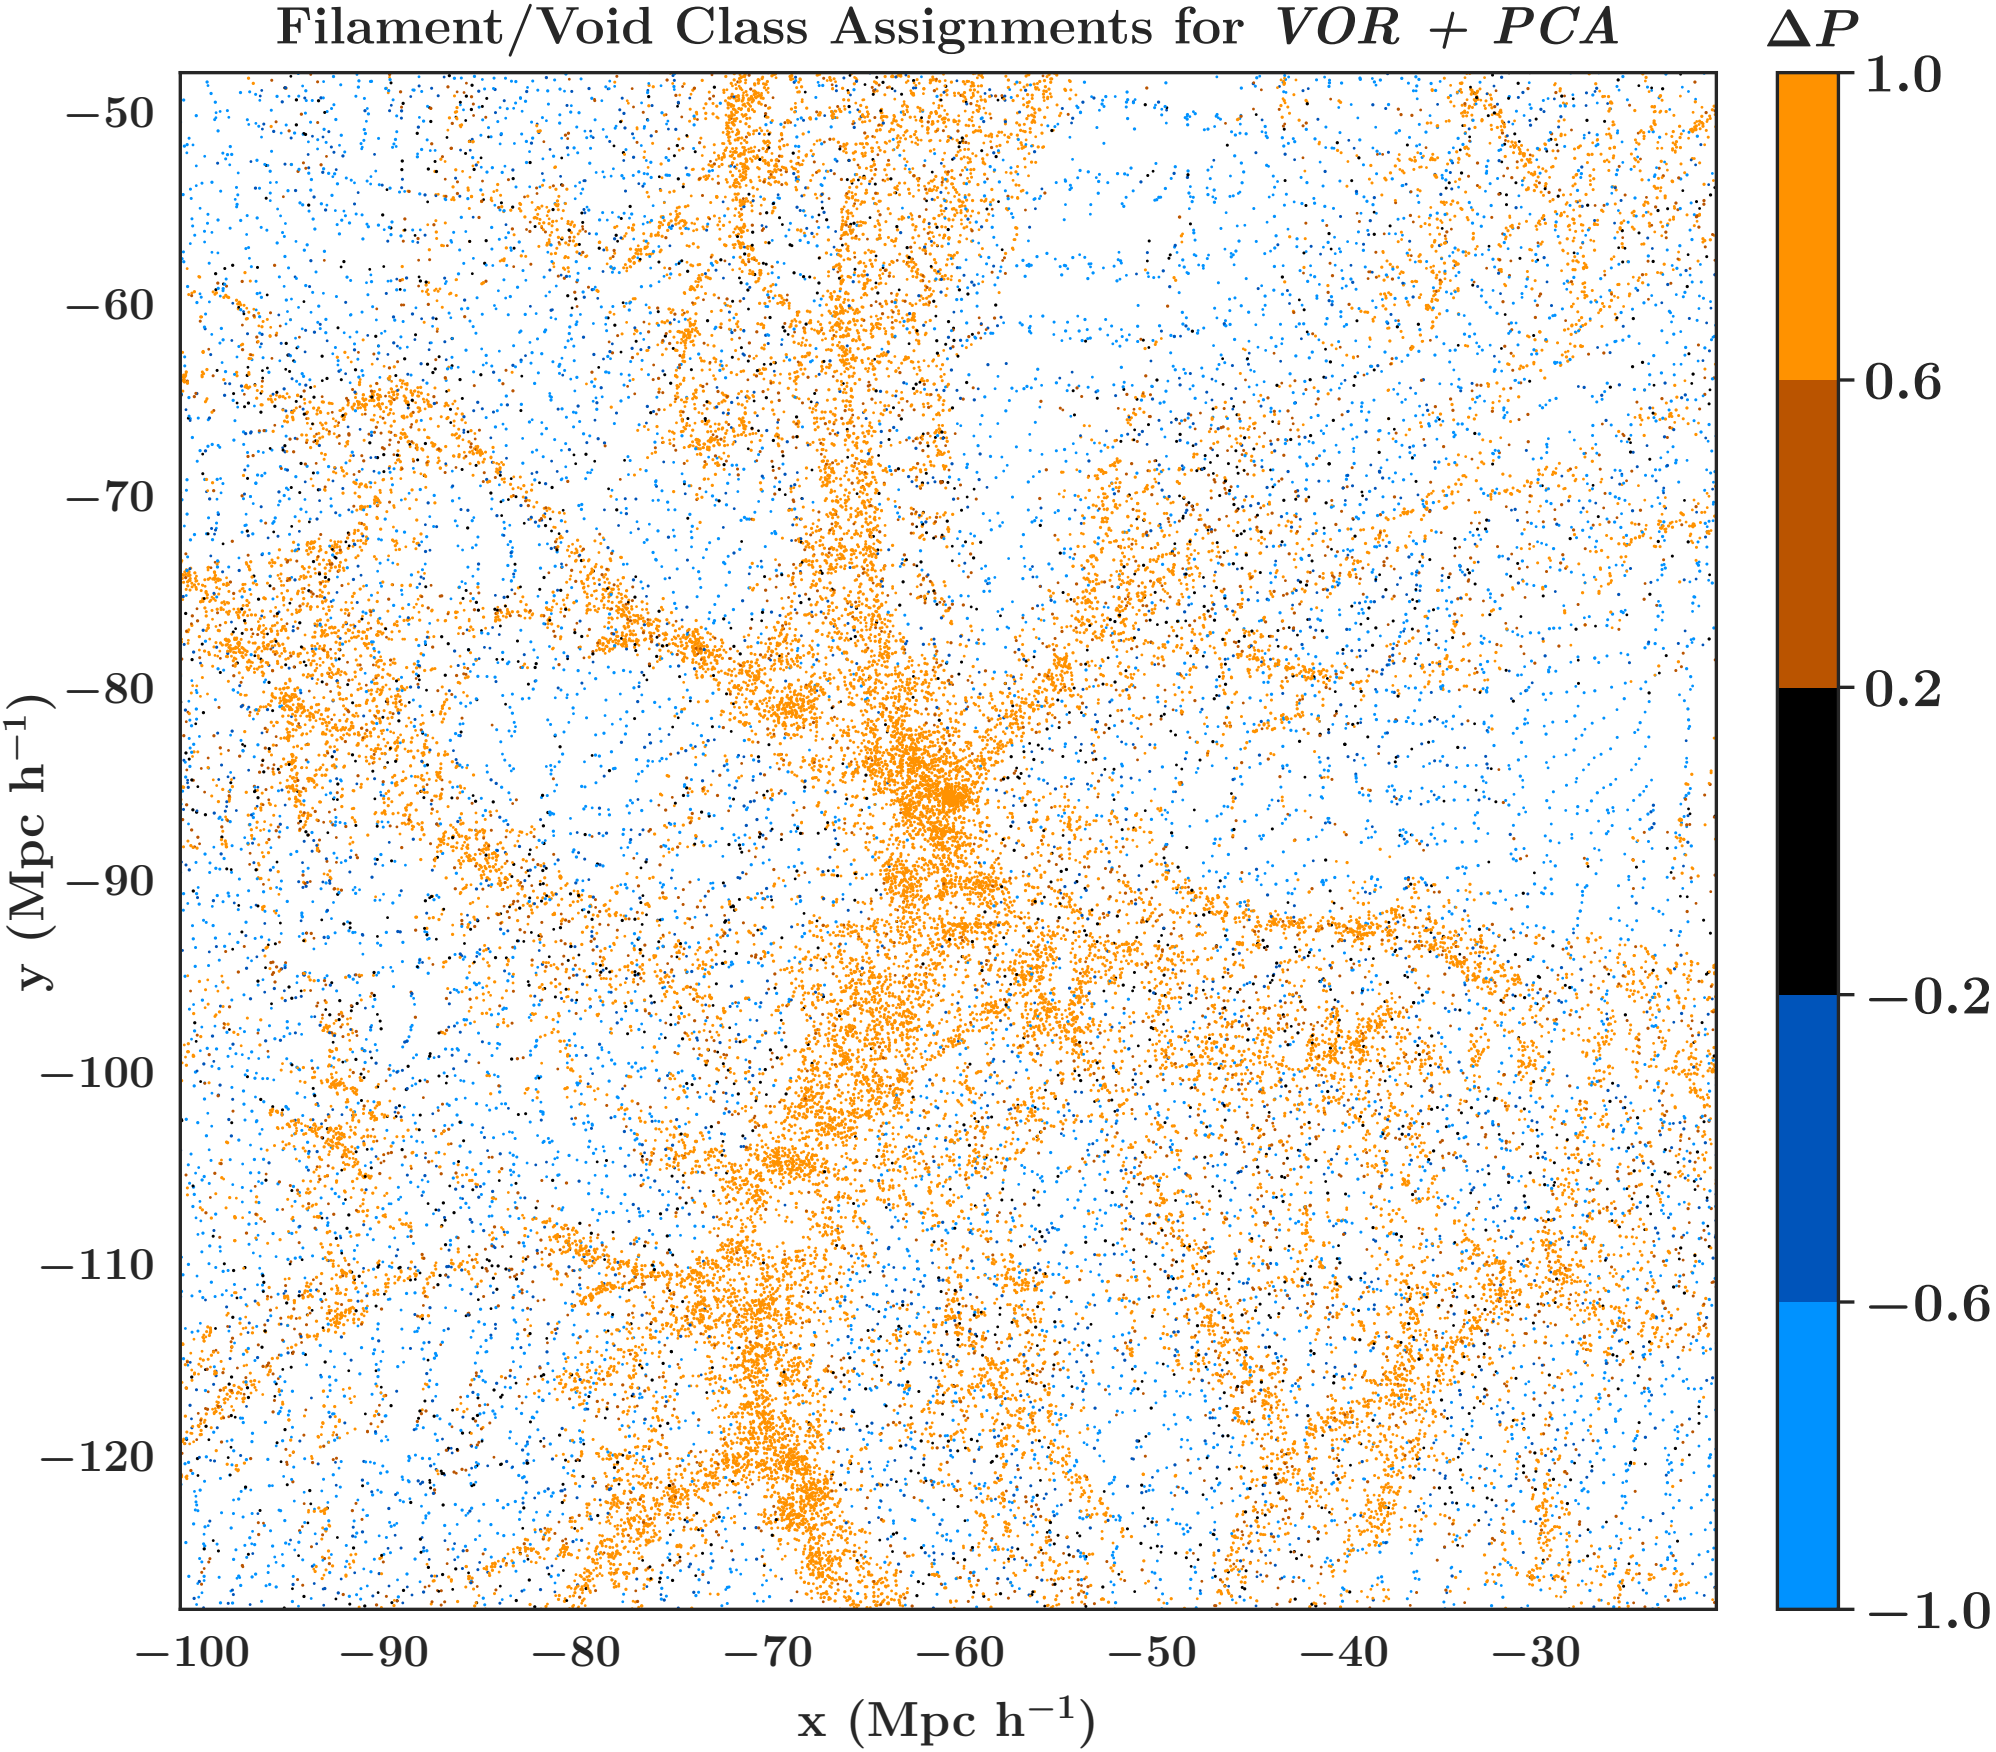 Filament/Void Class Assignments for VOR + PCA
ΔP
1.0
0.6
0.2
−0.2
−0.6
−1.0
y (Mpc h⁻¹)
−50
−60
−70
−80
−90
−100
−110
−120
−100 −90 −80 −70 −60 −50 −40 −30
x (Mpc h⁻¹)